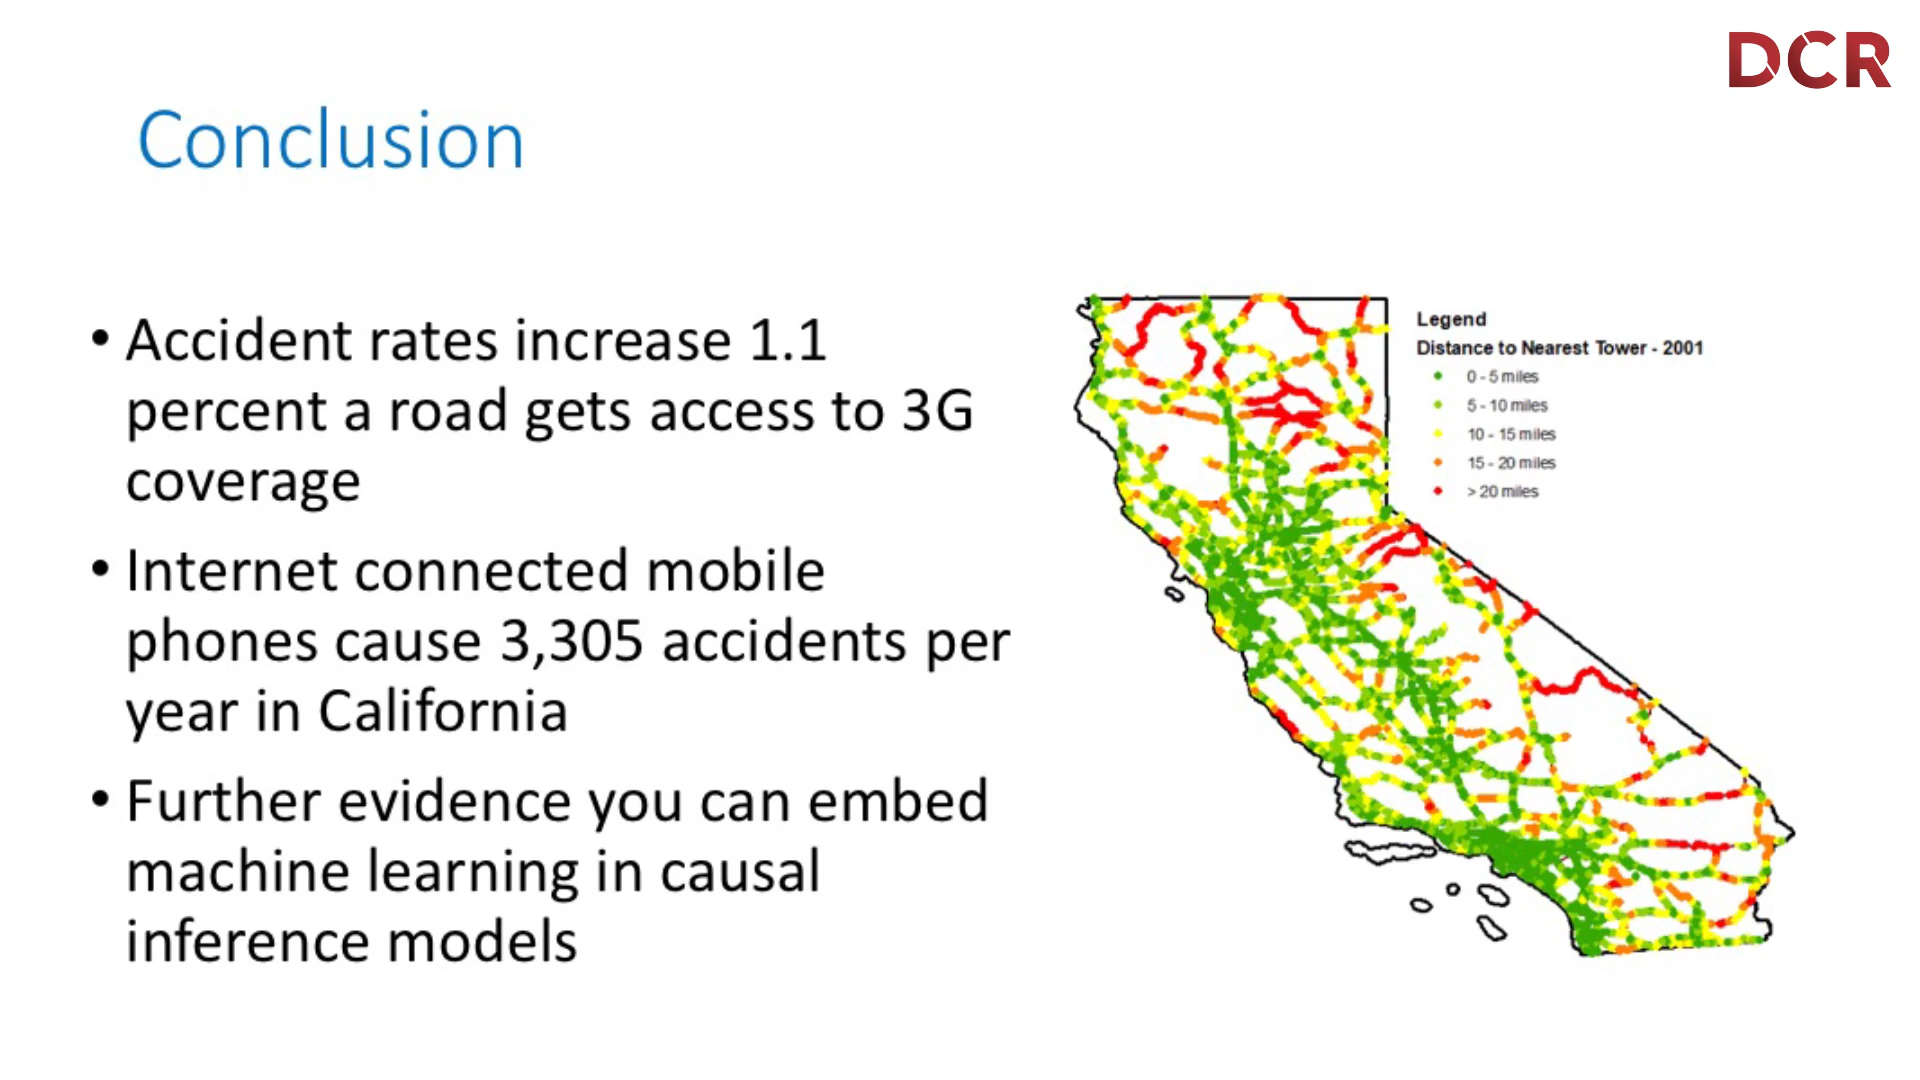 DCR
Conclusion
• Accident rates increase 1.1
percent a road gets access to 3G
coverage
• Internet connected mobile
phones cause 3,305 accidents per
year in California
• Further evidence you can embed
machine learning in causal
inference models
Legend
Distance to Nearest Tower - 2001
0 - 5 miles
5 - 10 miles
10 - 15 miles
15 - 20 miles
> 20 miles